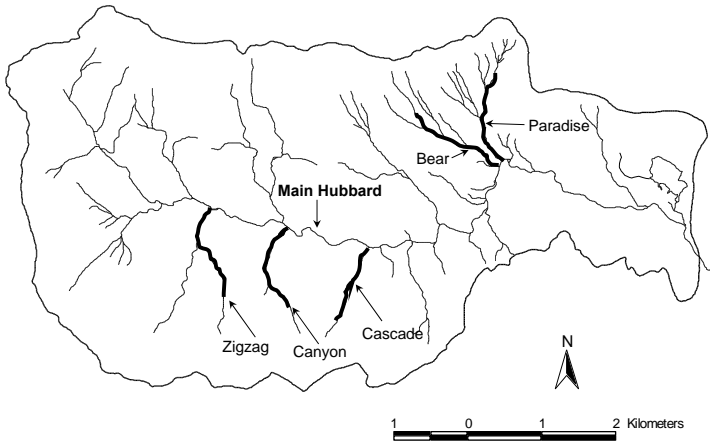 Paradise
Bear
Main Hubbard
Zigzag
Canyon
Cascade
N
1 0 1 2 Kilometers